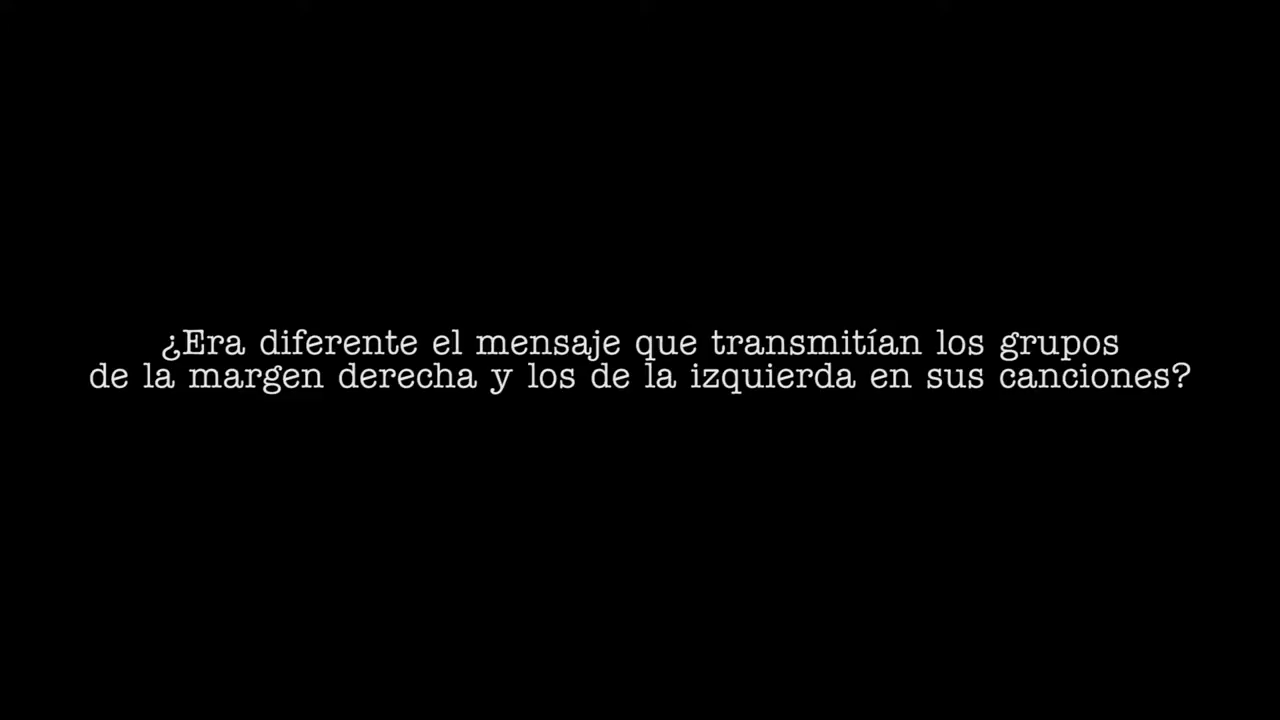 ¿Era diferente el mensaje que transmitían los grupos
de la margen derecha y los de la izquierda en sus canciones?